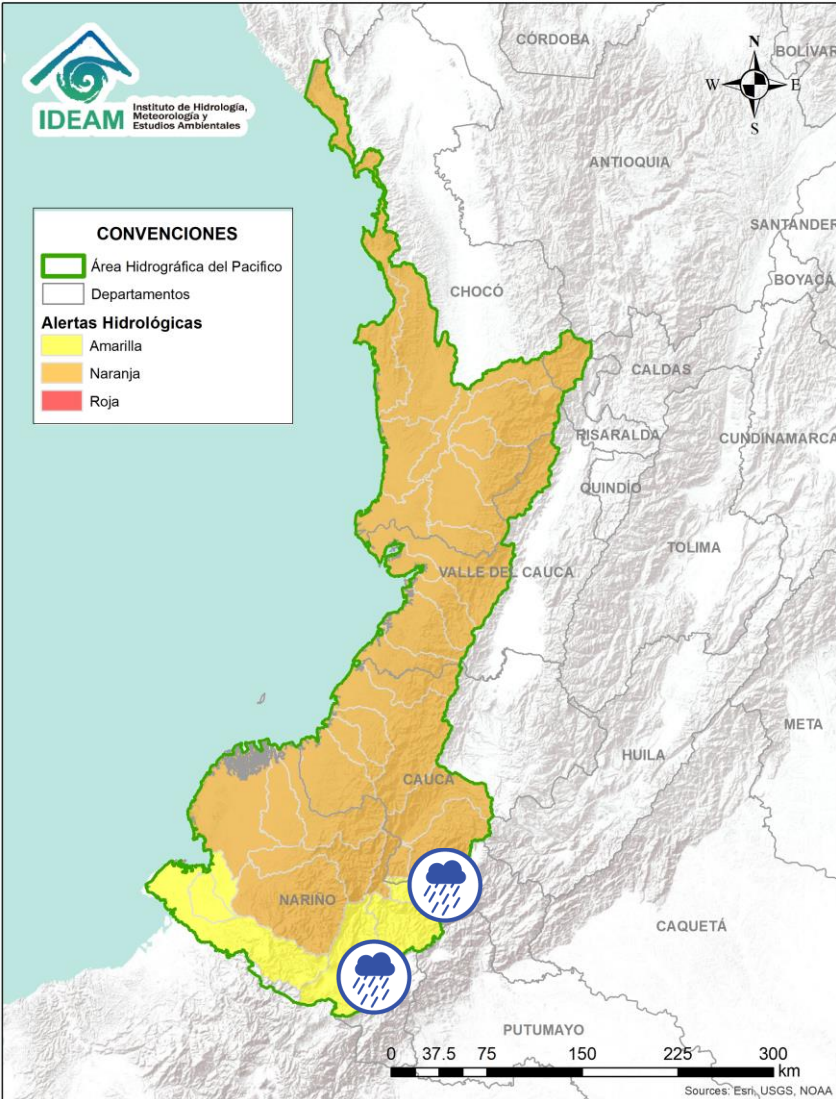 IDEAM
Instituto de Hidrología,
Meteorología y
Estudios Ambientales
N
W
E
S
CÓRDOBA
BOLÍVAR
ANTIOQUIA
SANTANDER
BOYACÁ
CHOCÓ
CALDAS
RISARALDA
CUNDINAMARCA
QUINDÍO
TOLIMA
VALLE DEL CAUCA
META
HUILA
CAUCA
NARIÑO
CAQUETÁ
PUTUMAYO
CONVENCIONES
Área Hidrográfica del Pacifico
Departamentos
Alertas Hidrológicas
Amarilla
Naranja
Roja
0 37.5 75 150 225 300
km
Sources: Esri, USGS, NOAA